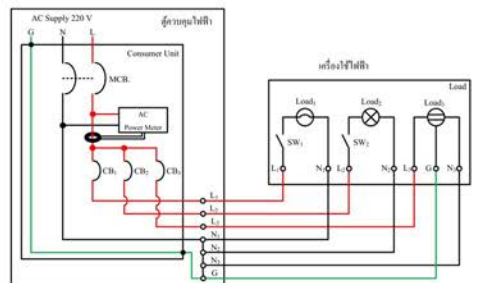 AC Supply 220 V
ตู้ควบคุมไฟฟ้า
G N L
Consumer Unit
เครื่องใช้ไฟฟ้า
MCB.
Load
AC
Power Meter
Load₁ Load₂ Load₃
SW₁ SW₂
CB₁ CB₂ CB₃
L₁ N₁ L₂ N₂ L₃ G N₃
L₁
L₂
L₃
N₁
N₂
N₃
G